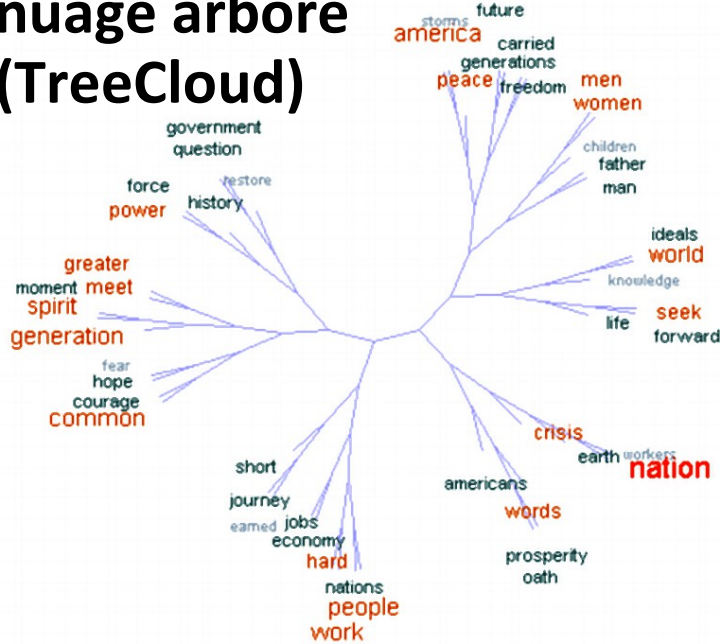 nuage arbore
(TreeCloud)
future
storms
america
carried
generations
peace
freedom
men
women
children
father
man
government
question
restore
force
history
power
ideals
world
knowledge
seek
life
forward
greater
moment meet
spirit
generation
fear
hope
courage
common
crisis
earth workers
nation
americans
words
prosperity
oath
short
journey
earned jobs
economy
hard
nations
people
work